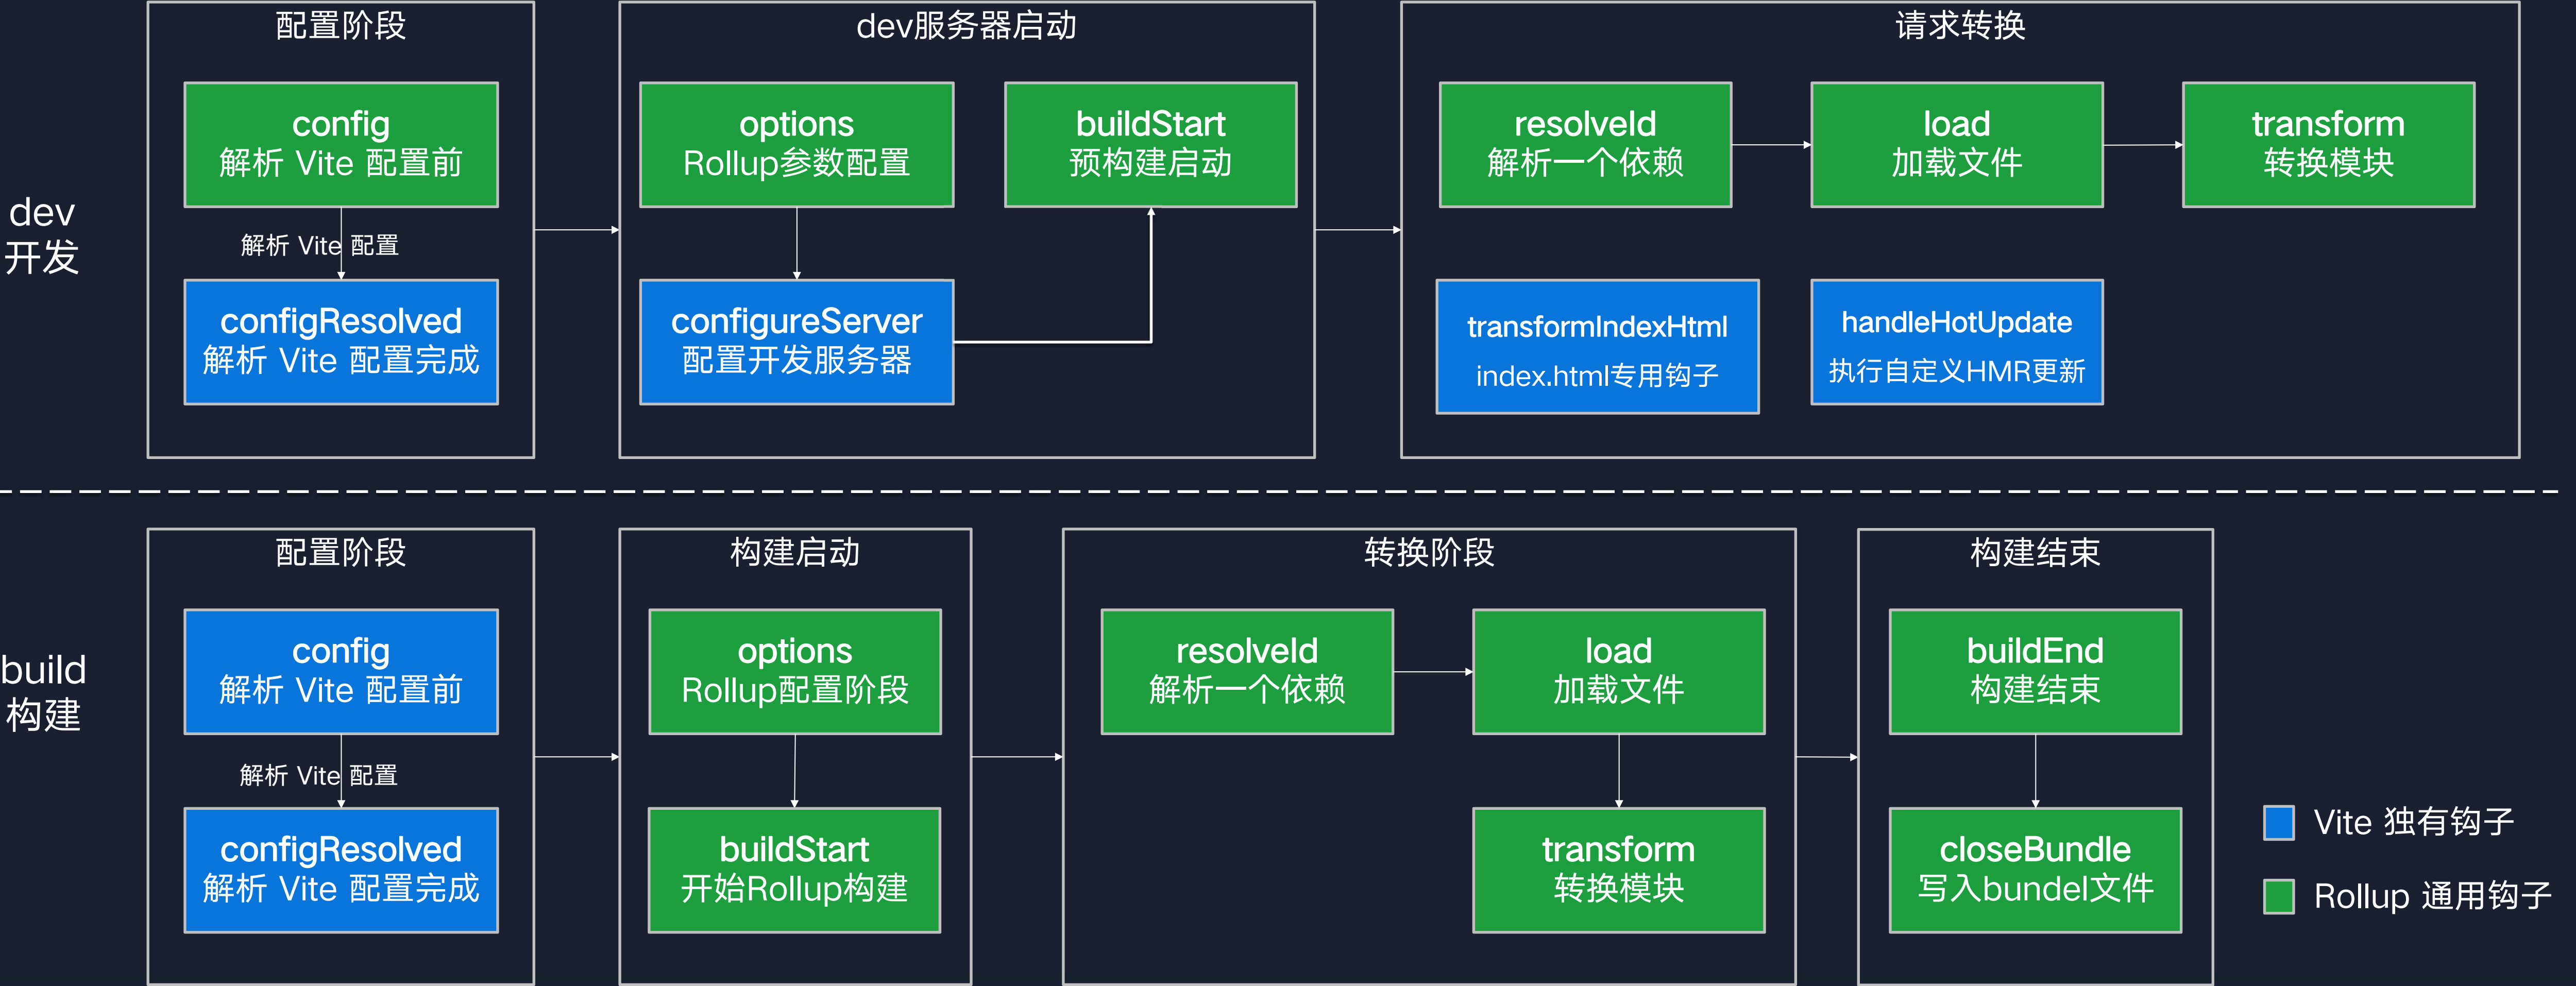 dev
开发
配置阶段
config
解析 Vite 配置前
解析 Vite 配置
configResolved
解析 Vite 配置完成
dev服务器启动
options
Rollup参数配置
buildStart
预构建启动
configureServer
配置开发服务器
请求转换
resolveId
解析一个依赖
load
加载文件
transform
转换模块
transformIndexHtml
index.html专用钩子
handleHotUpdate
执行自定义HMR更新
build
构建
配置阶段
config
解析 Vite 配置前
解析 Vite 配置
configResolved
解析 Vite 配置完成
构建启动
options
Rollup配置阶段
buildStart
开始Rollup构建
转换阶段
resolveId
解析一个依赖
load
加载文件
transform
转换模块
构建结束
buildEnd
构建结束
closeBundle
写入bundel文件
Vite 独有钩子
Rollup 通用钩子